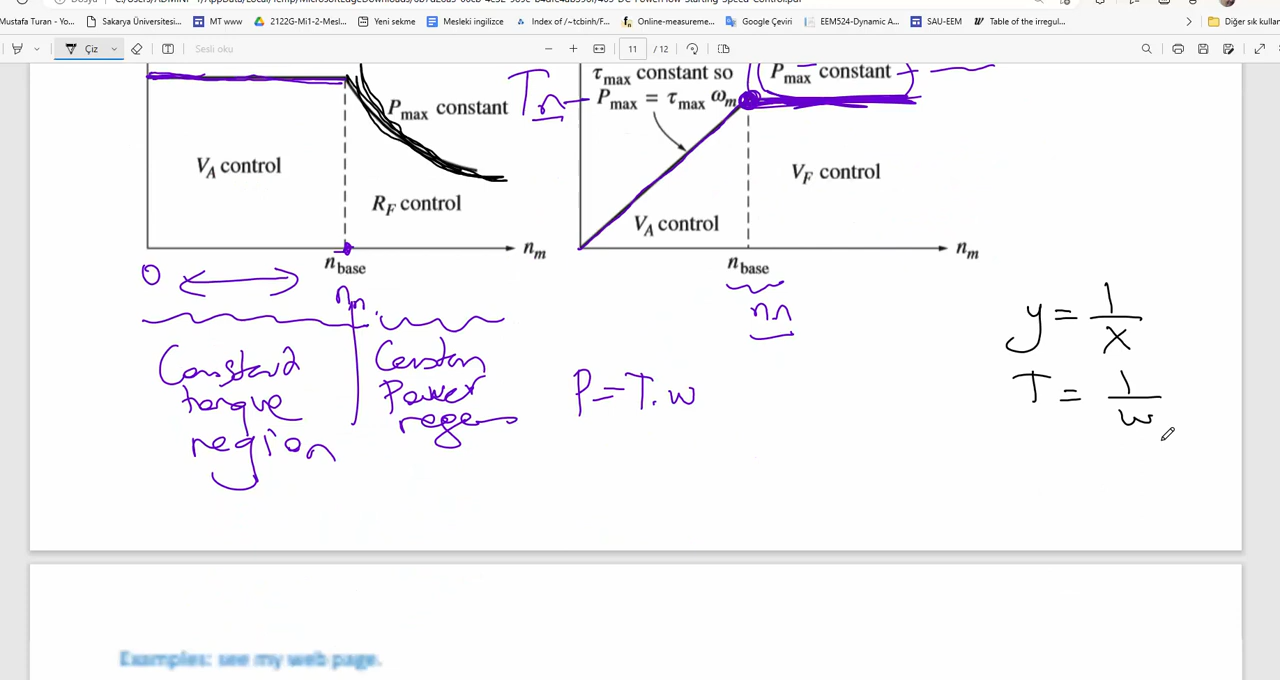 Mustafa Turan - Yo...
Sakarya Üniversitesi...
MT www
2122G-Mi1-2-Mesl...
Yeni sekme
Mesleki ingilizce
Index of /~tcbinh/F...
Online-measureme...
Google Çeviri
EEM524-Dynamic A...
SAU-EEM
Table of the irregul...
Diğer sık kullan
Çiz
Sesli oku
11 / 12
Pmax constant
VA control
RF control
nbase
nm
0
nn
Constant
torque
region
Constan
Power
Tn
τmax constant so
Pmax = τmax ωm
Pmax constant
VF control
VA control
nbase
nm
nn
P = T.w
y = 1/x
T = 1/w
Examples: see my web page.